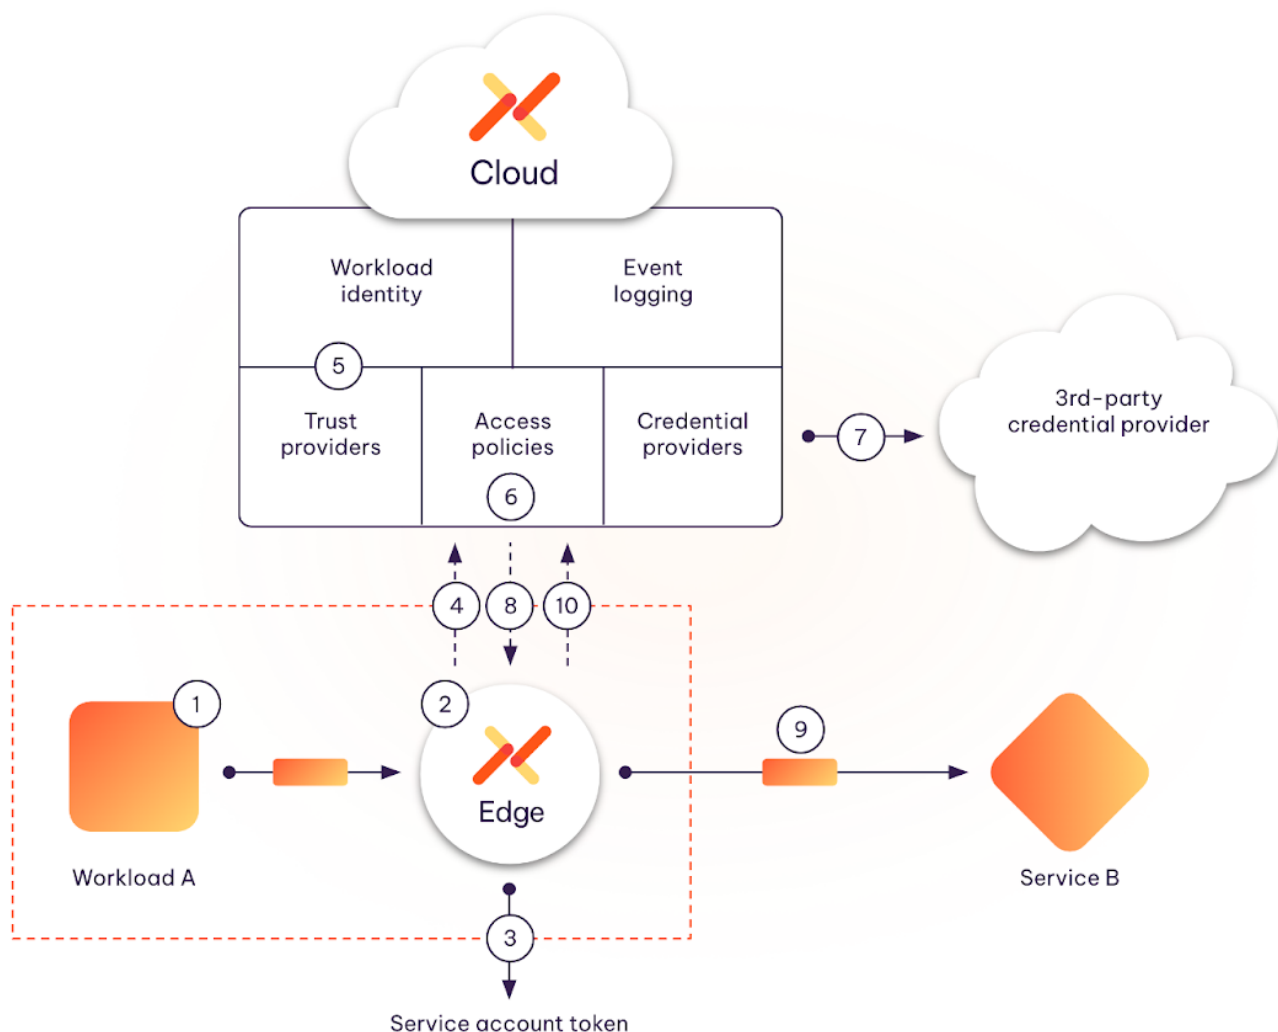 Cloud
Workload
identity
Event
logging
5
Trust
providers
Access
policies
Credential
providers
6
7
3rd-party
credential provider
4
8
10
1
2
9
Edge
Workload A
Service B
3
Service account token